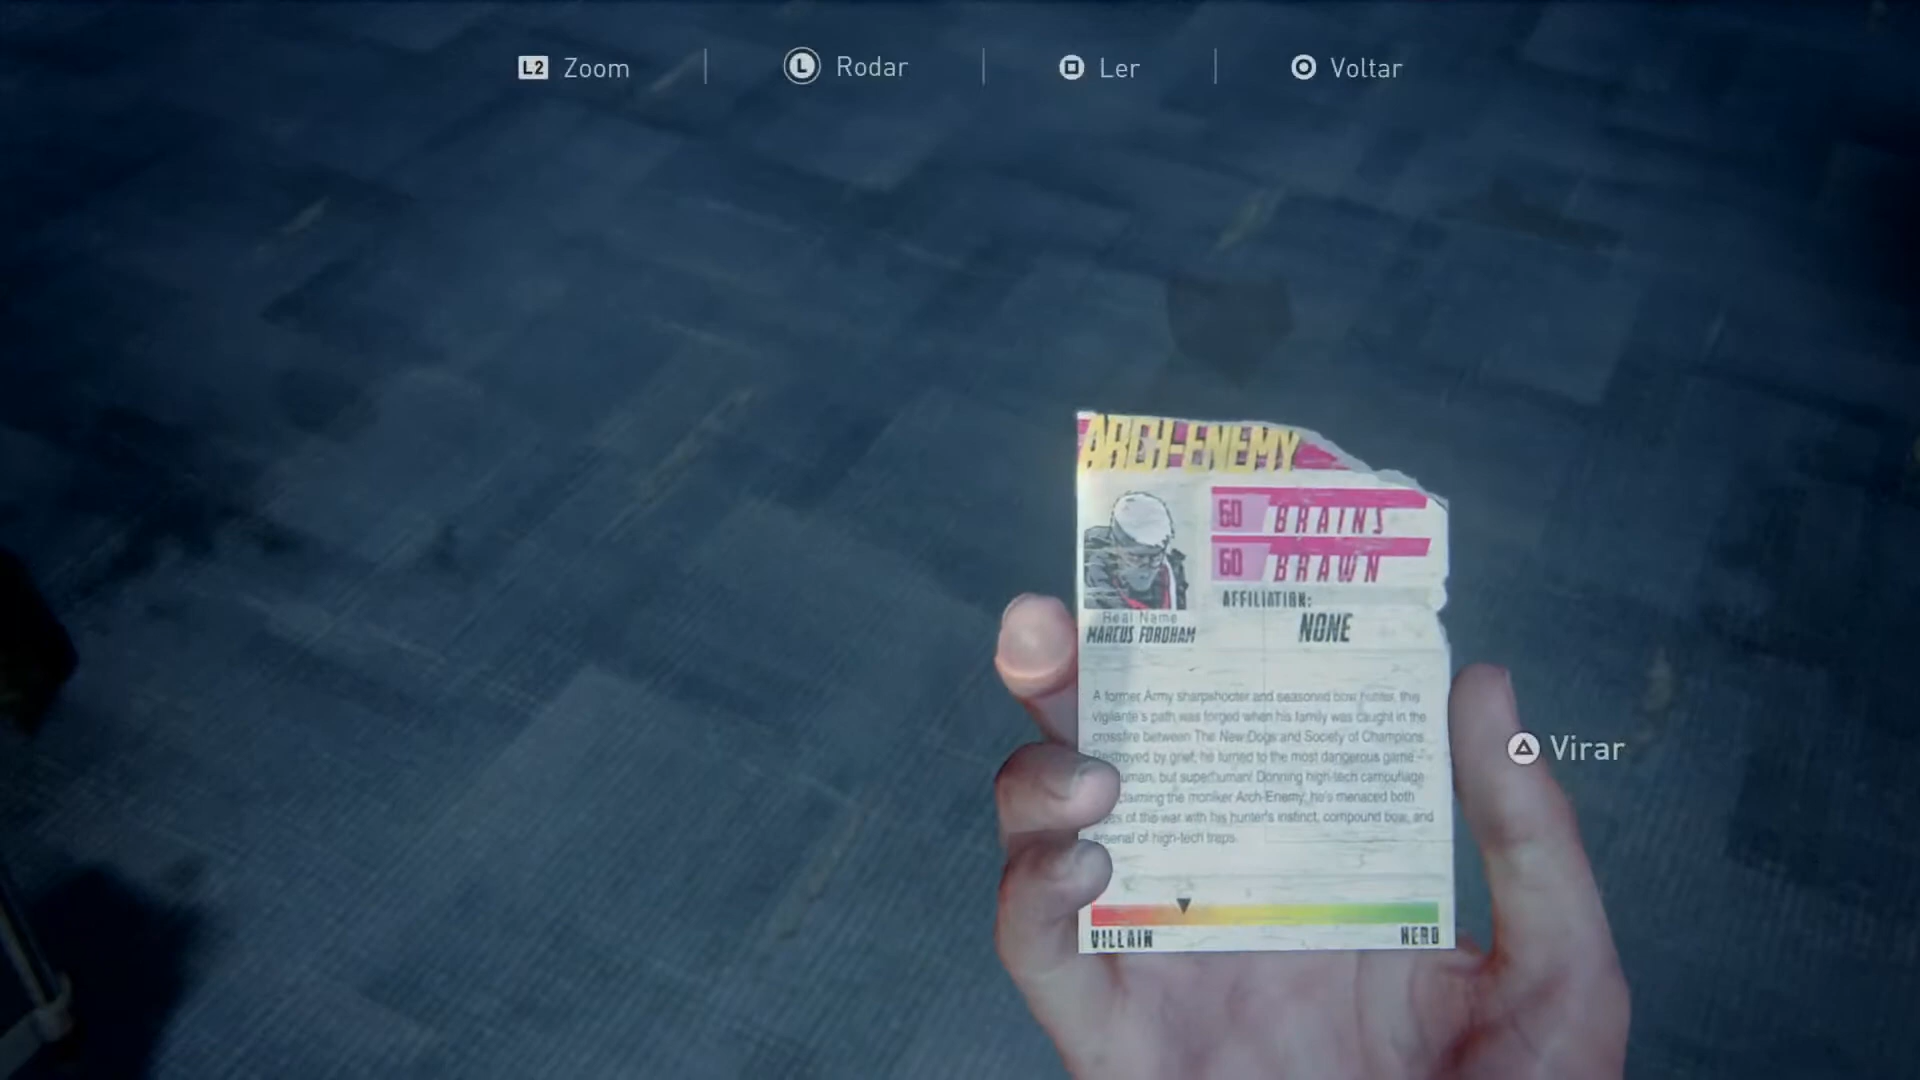 L2 Zoom
L Rodar
Ler
Voltar
ARCH-ENEMY
60 BRAINS
60 BRAWN
AFFILIATION:
NONE
Real Name
MARCUS FORDHAM
A former Army sharpshooter and seasoned bow hunter, this
vigilante's path was forged when his family was caught in the
crossfire between The New Dogs and Society of Champions.
Destroyed by grief, he turned to the most dangerous game--
human, but superhuman! Donning high-tech camouflage
claiming the moniker Arch-Enemy, he's menaced both
of the war with his hunter's instinct, compound bow, and
arsenal of high-tech traps.
VILLAIN
HERO
Virar